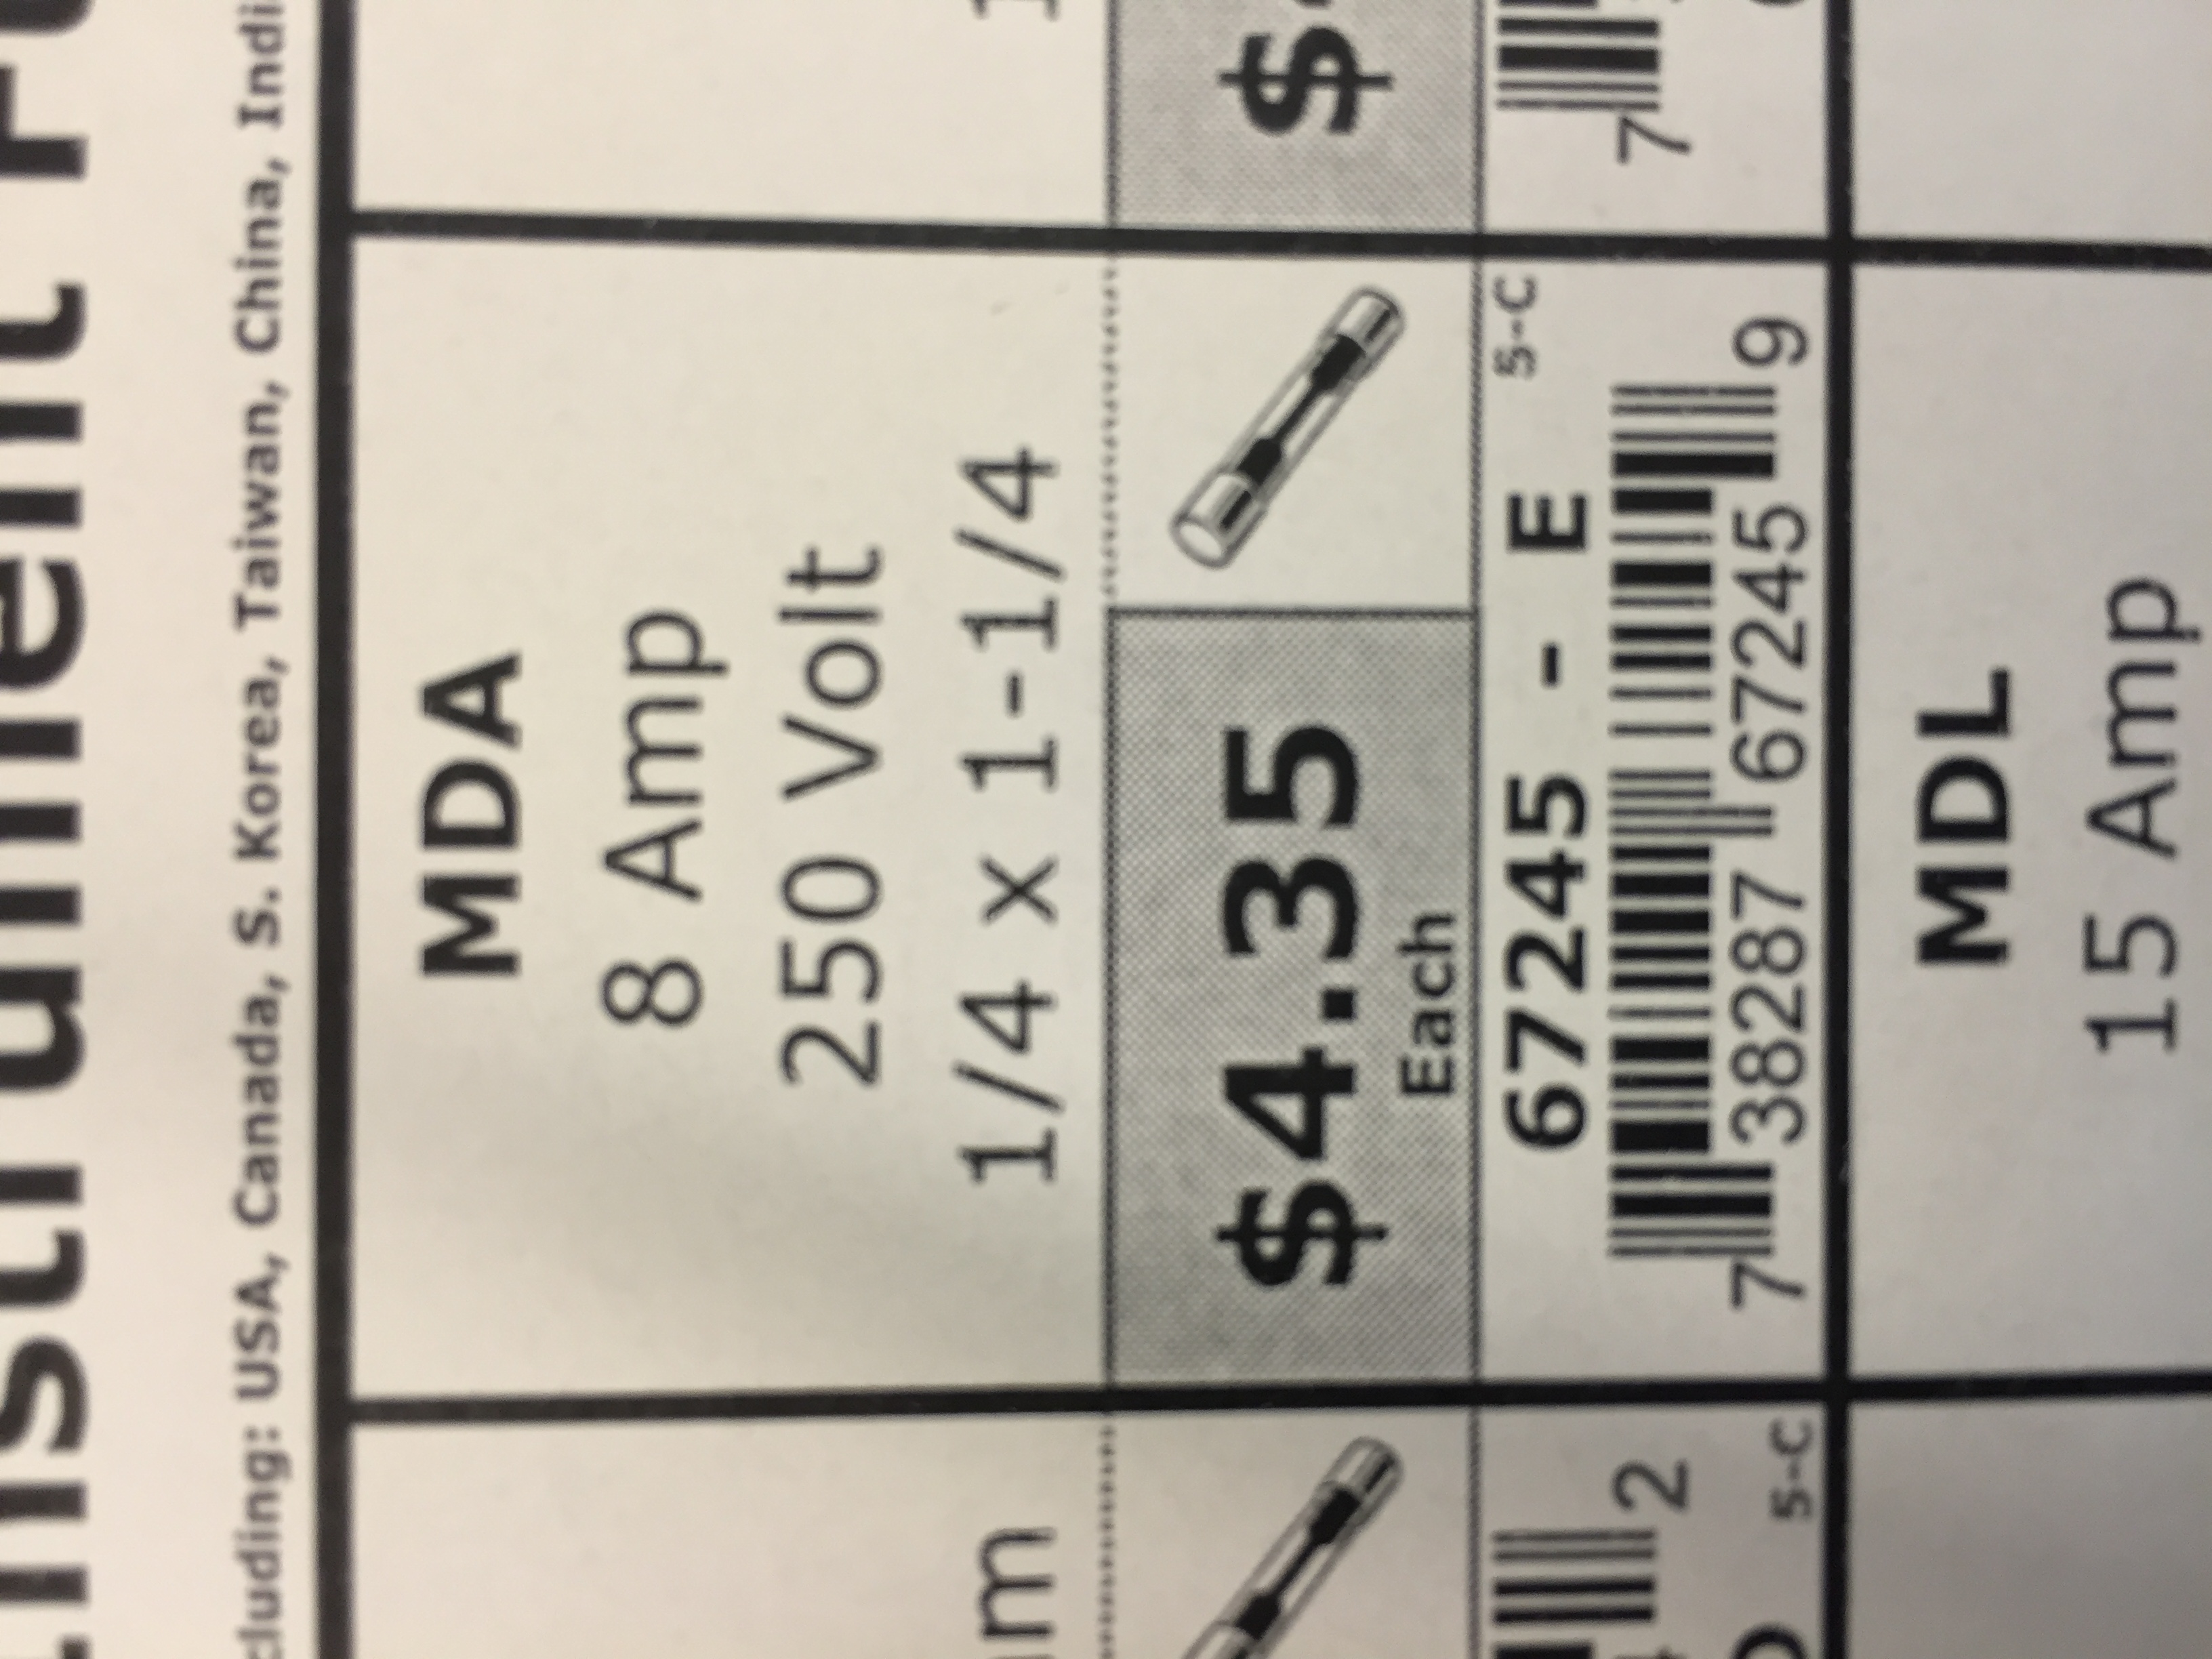 cluding: USA, Canada, S. Korea, Taiwan, China, Indi
MDA
8 Amp
250 Volt
1/4 x 1-1/4
$4.35
Each
67245 - E
5-C
7 38287 67245 9
$
7
2
5-C
MDL
15 Amp